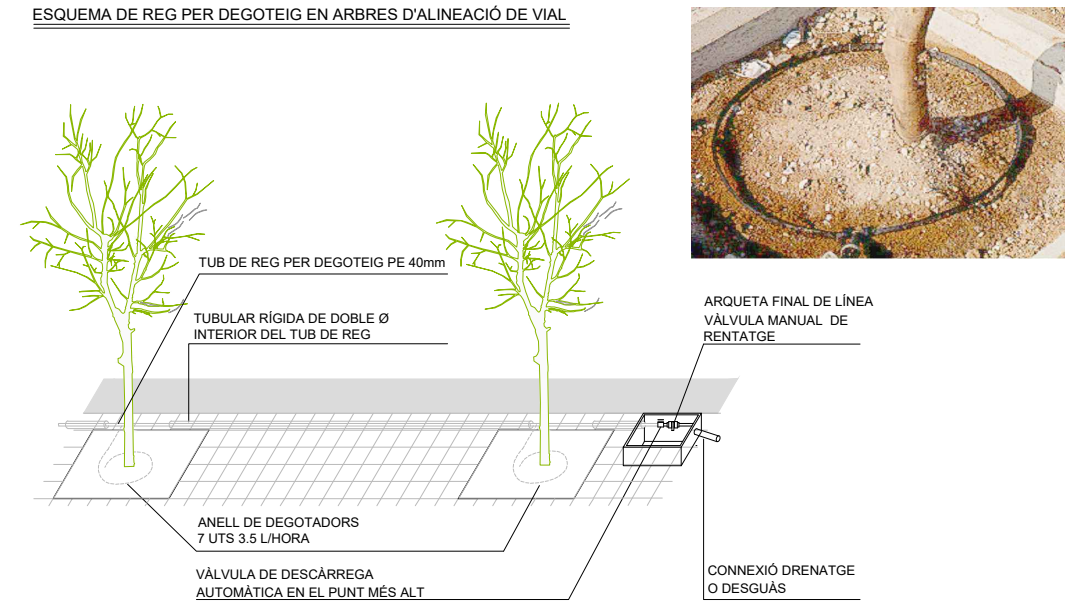 ESQUEMA DE REG PER DEGOTEIG EN ARBRES D'ALINEACIÓ DE VIAL
TUB DE REG PER DEGOTEIG PE 40mm
TUBULAR RÍGIDA DE DOBLE Ø
INTERIOR DEL TUB DE REG
ARQUETA FINAL DE LÍNEA
VÀLVULA MANUAL DE
RENTATGE
ANELL DE DEGOTADORS
7 UTS 3.5 L/HORA
VÀLVULA DE DESCÀRREGA
AUTOMÀTICA EN EL PUNT MÉS ALT
CONNEXIÓ DRENATGE
O DESGUÀS